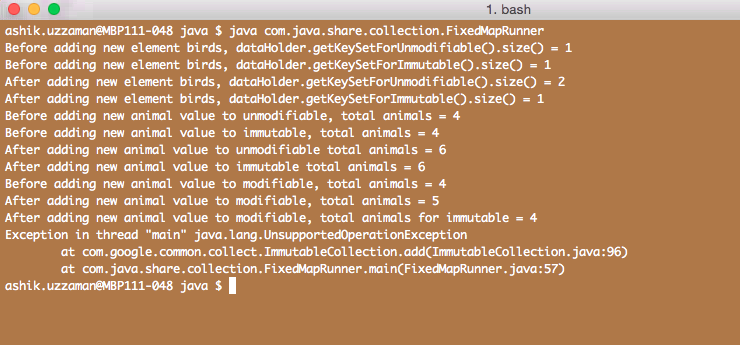 1. bash
ashik.uzzaman@MBP111-048 java $ java com.java.share.collection.FixedMapRunner
Before adding new element birds, dataHolder.getKeySetForUnmodifiable().size() = 1
Before adding new element birds, dataHolder.getKeySetForImmutable().size() = 1
After adding new element birds, dataHolder.getKeySetForUnmodifiable().size() = 2
After adding new element birds, dataHolder.getKeySetForImmutable().size() = 1
Before adding new animal value to unmodifiable, total animals = 4
Before adding new animal value to immutable, total animals = 4
After adding new animal value to unmodifiable total animals = 6
After adding new animal value to immutable total animals = 6
Before adding new animal value to modifiable, total animals = 4
After adding new animal value to modifiable, total animals = 5
After adding new animal value to modifiable, total animals for immutable = 4
Exception in thread "main" java.lang.UnsupportedOperationException
at com.google.common.collect.ImmutableCollection.add(ImmutableCollection.java:96)
at com.java.share.collection.FixedMapRunner.main(FixedMapRunner.java:57)
ashik.uzzaman@MBP111-048 java $